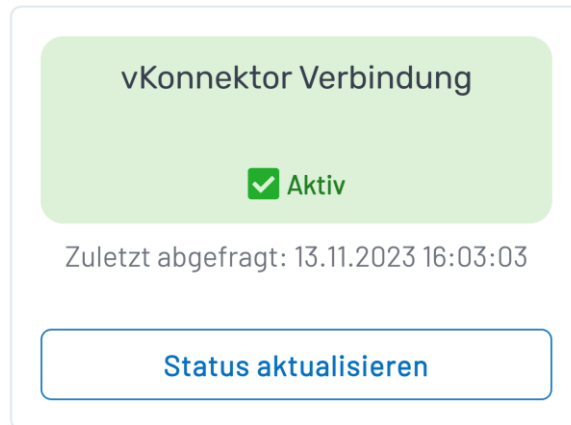 vKonnektor Verbindung
Aktiv
Zuletzt abgefragt: 13.11.2023 16:03:03
Status aktualisieren